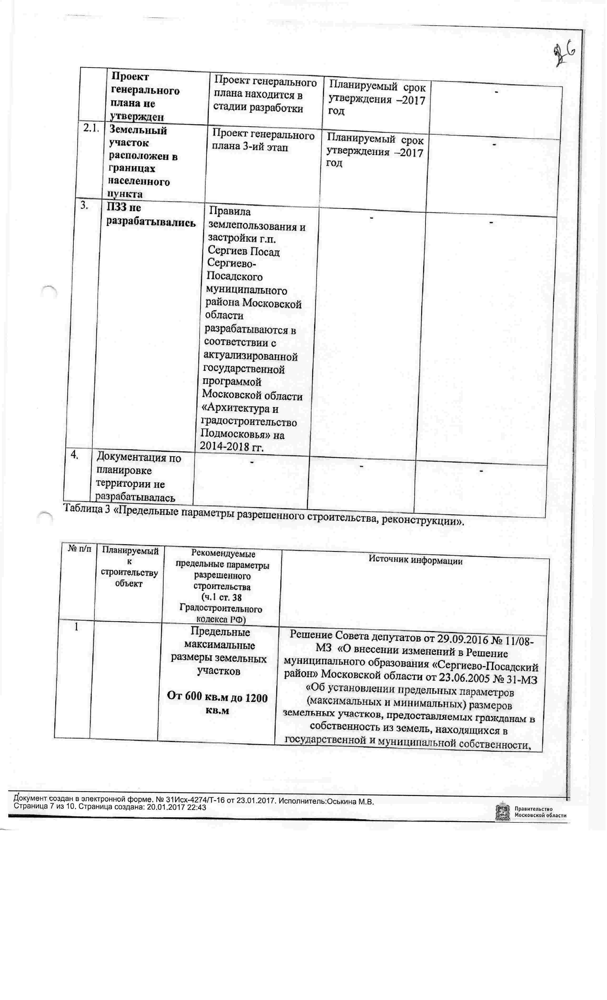 Проект
генерального
плана не
утвержден
Проект генерального
плана находится в
стадии разработки
Планируемый срок
утверждения –2017
год
-
2.1.
Земельный
участок
расположен в
границах
населенного
пункта
Проект генерального
плана 3-ий этап
Планируемый срок
утверждения –2017
год
-
3.
ПЗЗ не
разрабатывались
Правила
землепользования и
застройки г.п.
Сергиев Посад
Сергиево-
Посадского
муниципального
района Московской
области
разрабатываются в
соответствии с
актуализированной
государственной
программой
Московской области
«Архитектура и
градостроительство
Подмосковья» на
2014-2018 гг.
-
-
4.
Документация по
планировке
территории не
разрабатывалась
-
-
-
Таблица 3 «Предельные параметры разрешенного строительства, реконструкции».
№ п/п
Планируемый
к
строительству
объект
Рекомендуемые
предельные параметры
разрешенного
строительства
(ч.1 ст. 38
Градостроительного
кодекса РФ)
Источник информации
1
Предельные
максимальные
размеры земельных
участков
От 600 кв.м до 1200
кв.м
Решение Совета депутатов от 29.09.2016 № 11/08-
МЗ «О внесении изменений в Решение
муниципального образования «Сергиево-Посадский
район» Московской области от 23.06.2005 № 31-МЗ
«Об установлении предельных параметров
(максимальных и минимальных) размеров
земельных участков, предоставляемых гражданам в
собственность из земель, находящихся в
государственной и муниципальной собственности,
Документ создан в электронной форме. № 31Исх-4274/Т-16 от 23.01.2017. Исполнитель:Оськина М.В.
Страница 7 из 10. Страница создана: 20.01.2017 22:43
Правительство
Московской области